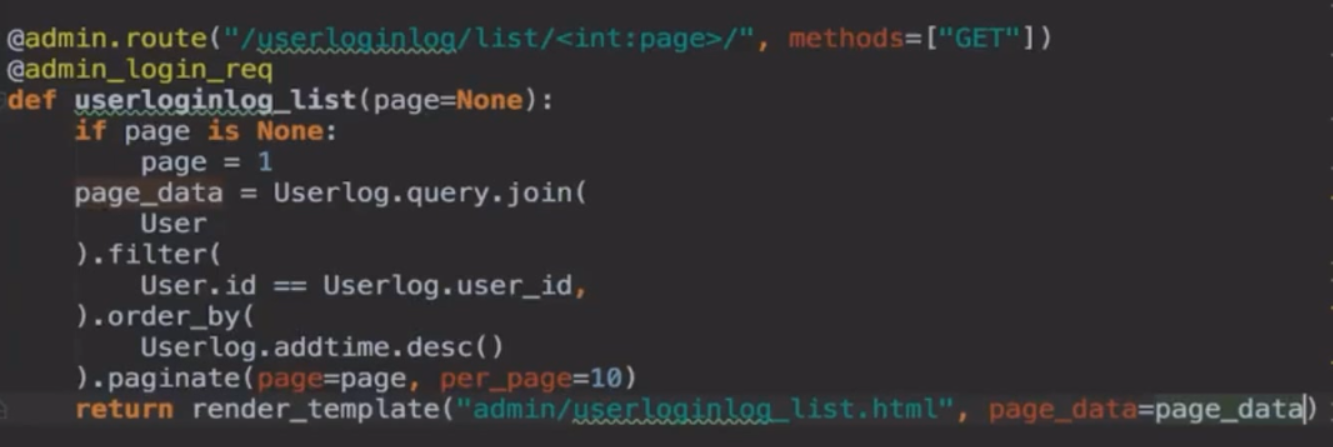 @admin.route("/userloginlog/list/<int:page>/", methods=["GET"])
@admin_login_req
def userloginlog_list(page=None):
    if page is None:
        page = 1
    page_data = Userlog.query.join(
        User
    ).filter(
        User.id == Userlog.user_id,
    ).order_by(
        Userlog.addtime.desc()
    ).paginate(page=page, per_page=10)
    return render_template("admin/userloginlog_list.html", page_data=page_data)